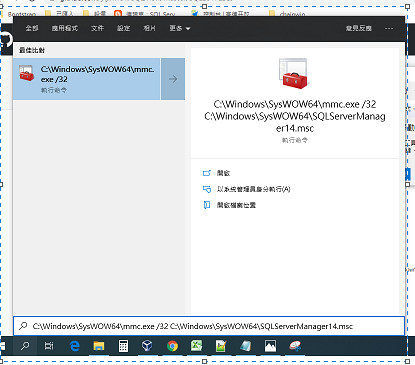 Bootstrap
全部 應用程式 文件 設定 相片 更多 意見反應 ...
最佳比對
C:\Windows\SysWOW64\mmc.
exe /32
執行命令
C:\Windows\SysWOW64\mmc.exe /32
C:\Windows\SysWOW64\SQLServerManag
er14.msc
執行命令
開啟
以系統管理員身分執行(A)
開啟檔案位置
C:\Windows\SysWOW64\mmc.exe /32 C:\Windows\SysWOW64\SQLServerManager14.msc